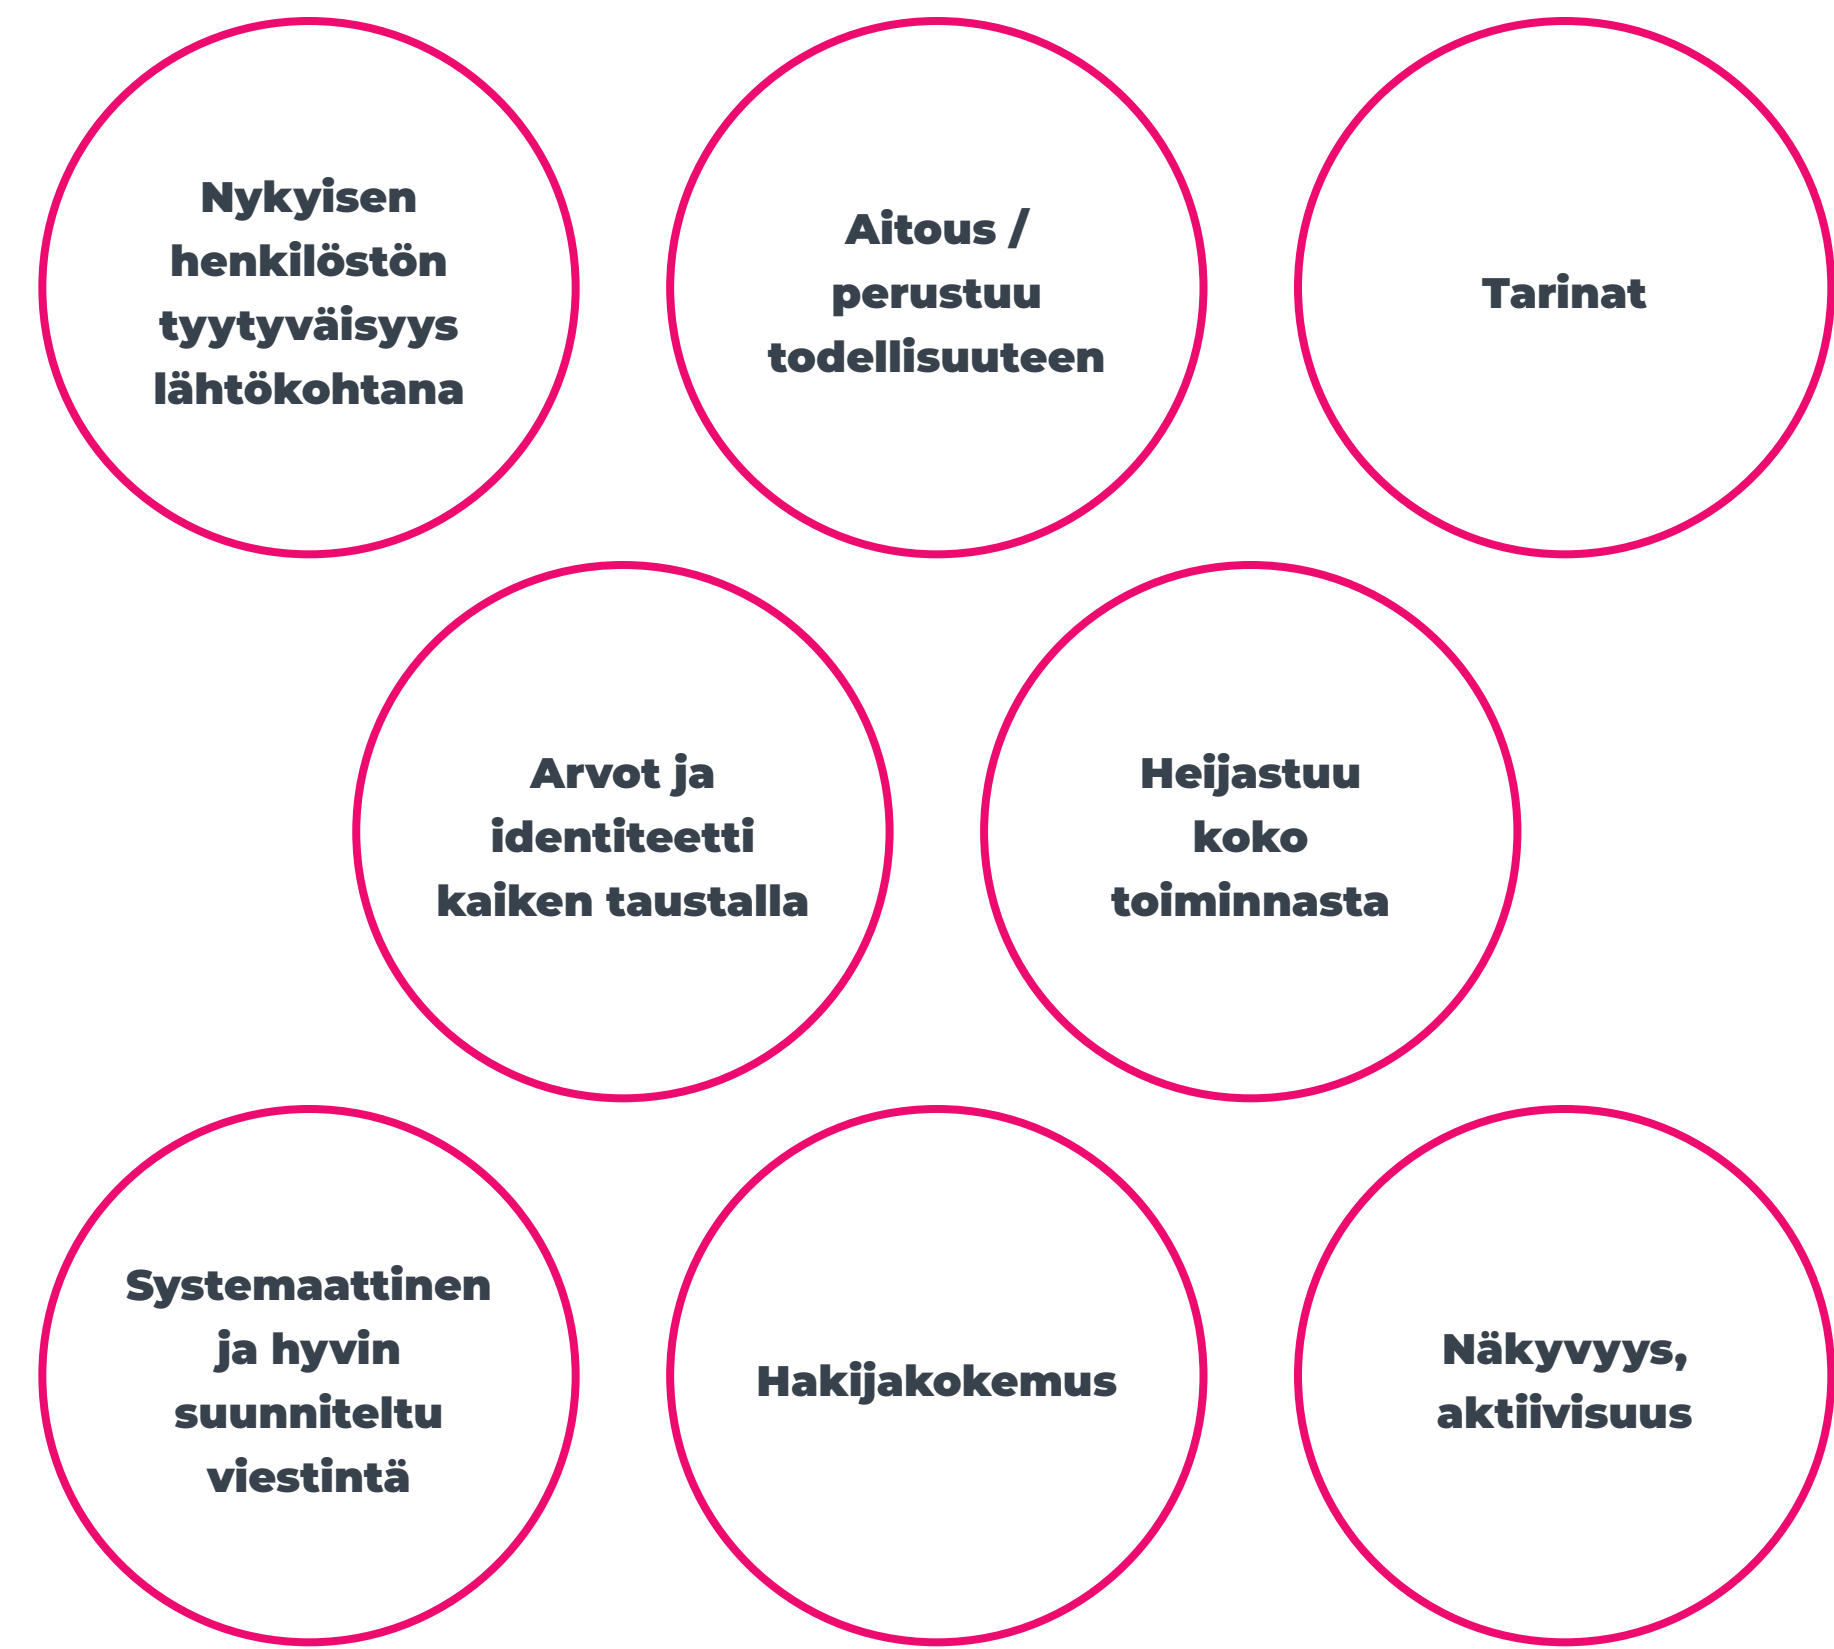 Nykyisen
henkilöstön
tyytyväisyys
lähtökohtana
Aitous /
perustuu
todellisuuteen
Tarinat
Arvot ja
identiteetti
kaiken taustalla
Heijastuu
koko
toiminnasta
Systemaattinen
ja hyvin
suunniteltu
viestintä
Hakijakokemus
Näkyvyys,
aktiivisuus